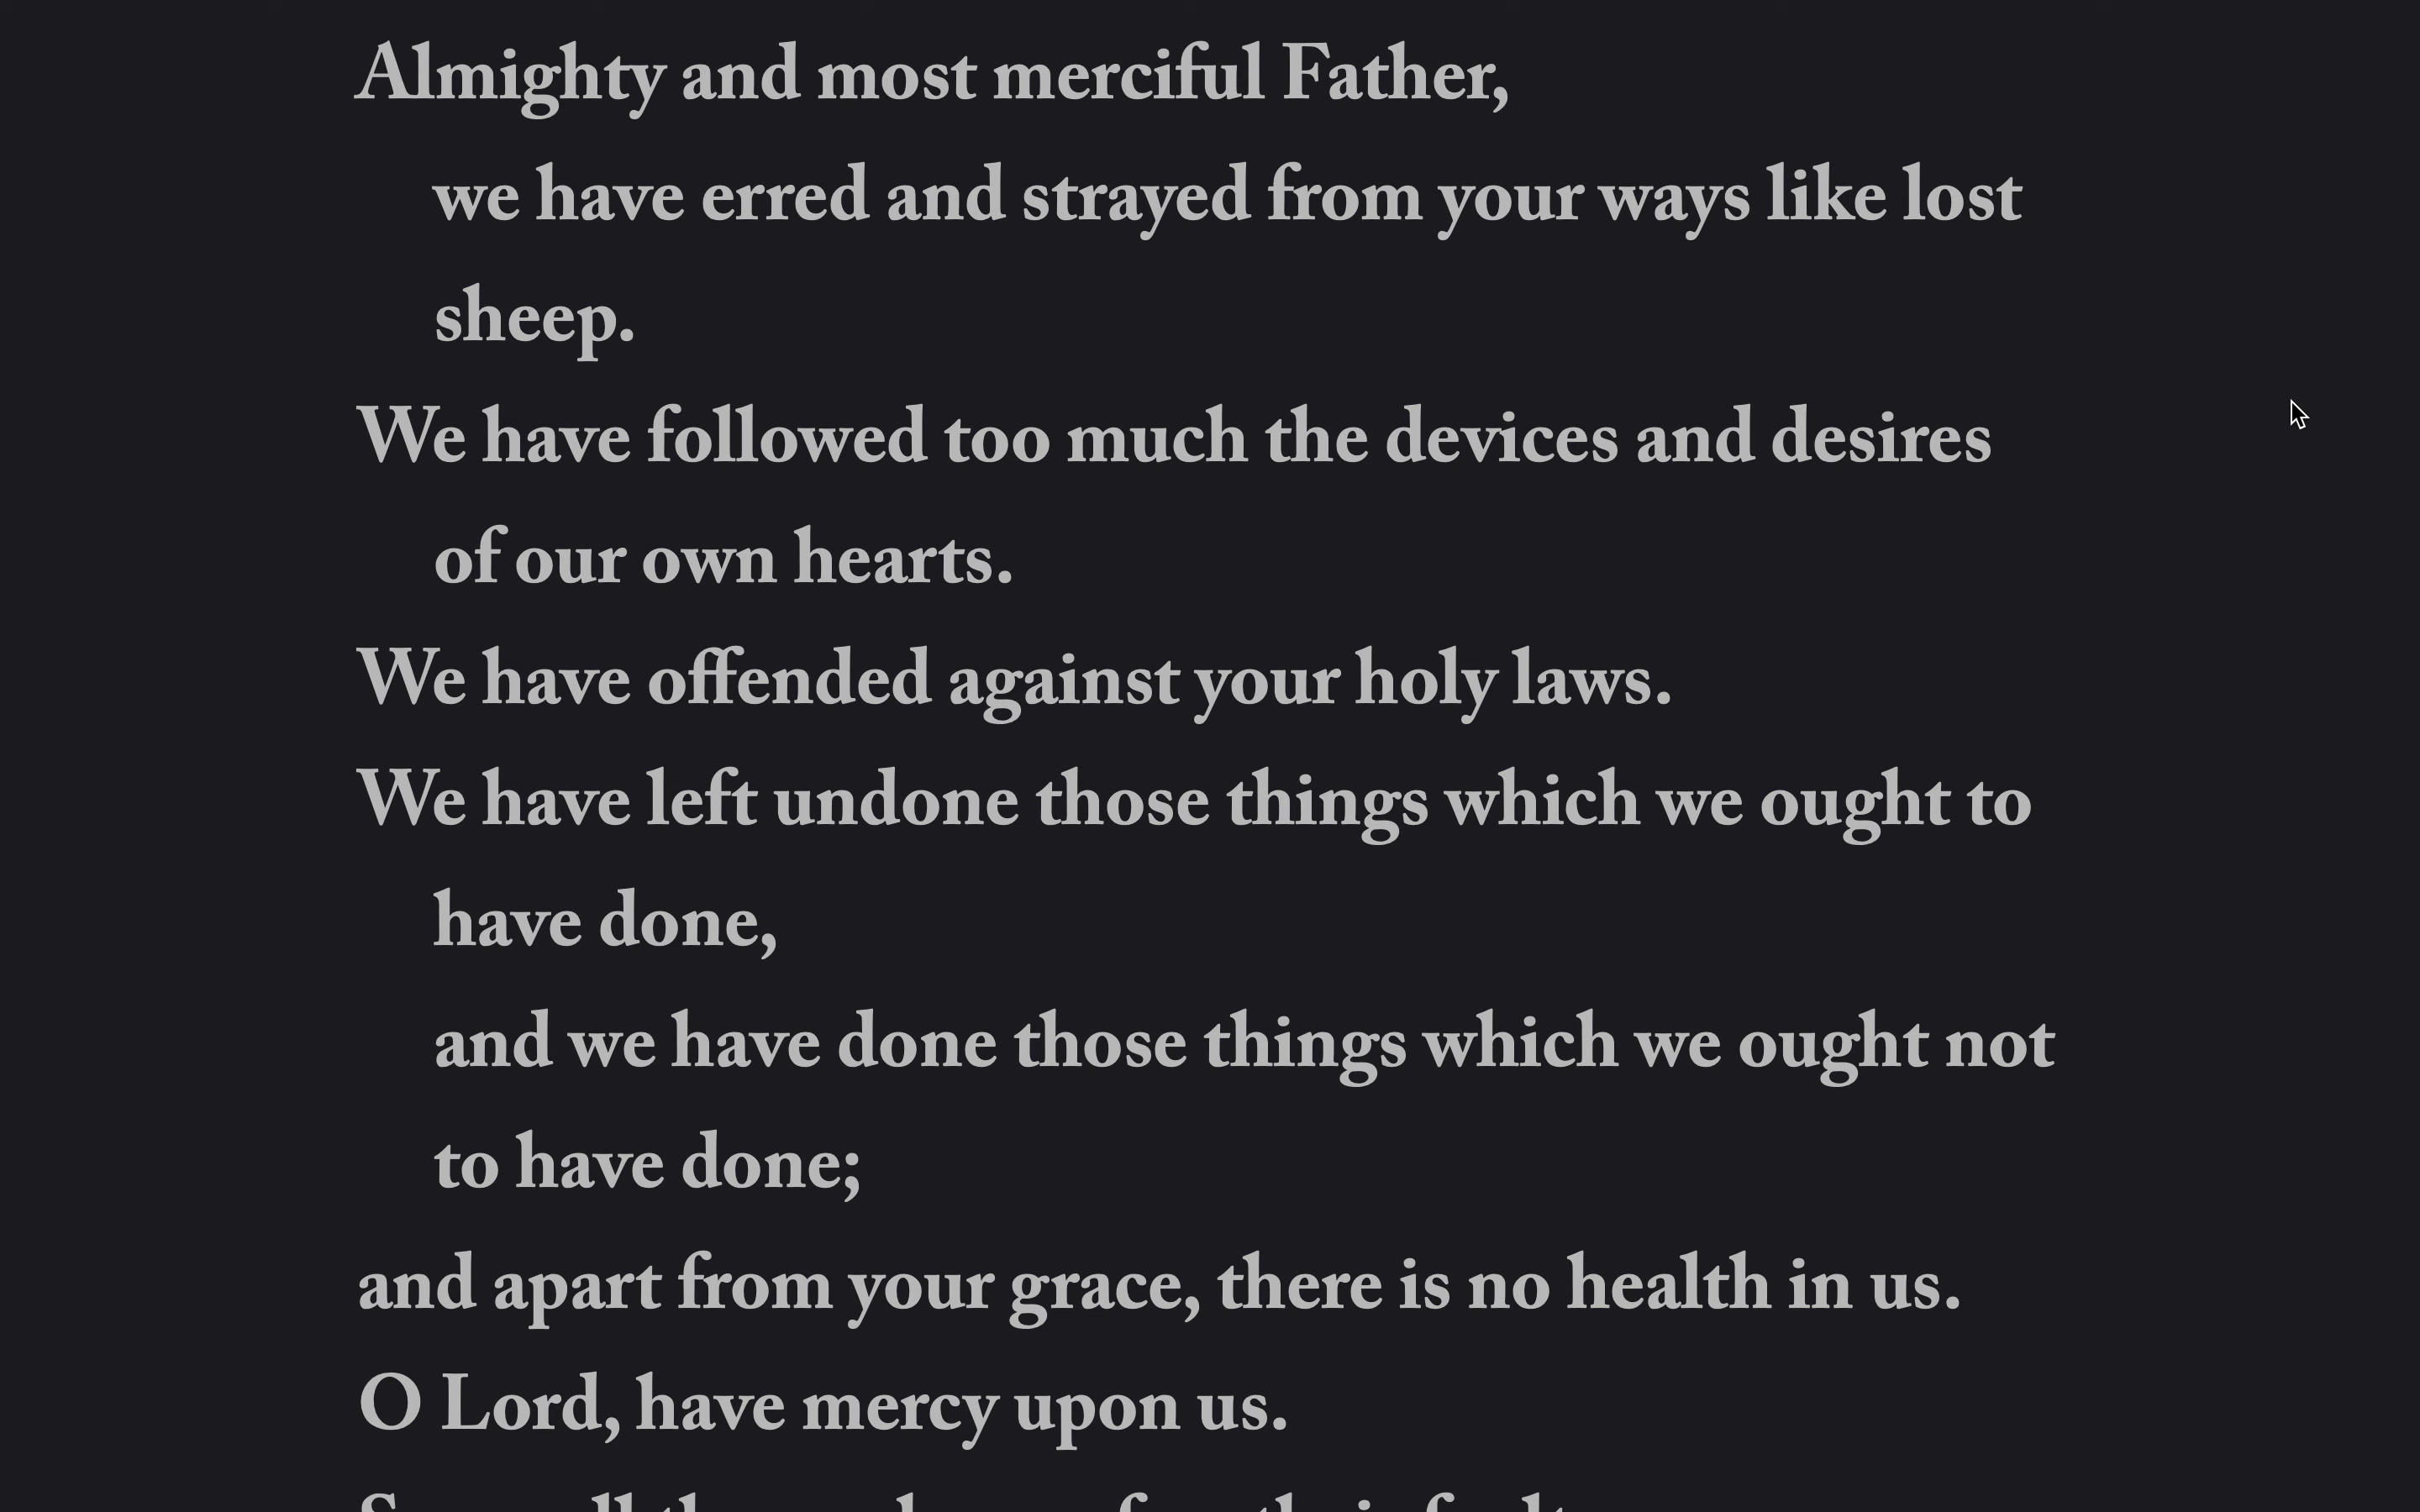 Almighty and most merciful Father,
we have erred and strayed from your ways like lost
sheep.
We have followed too much the devices and desires
of our own hearts.
We have offended against your holy laws.
We have left undone those things which we ought to
have done,
and we have done those things which we ought not
to have done;
and apart from your grace, there is no health in us.
O Lord, have mercy upon us.